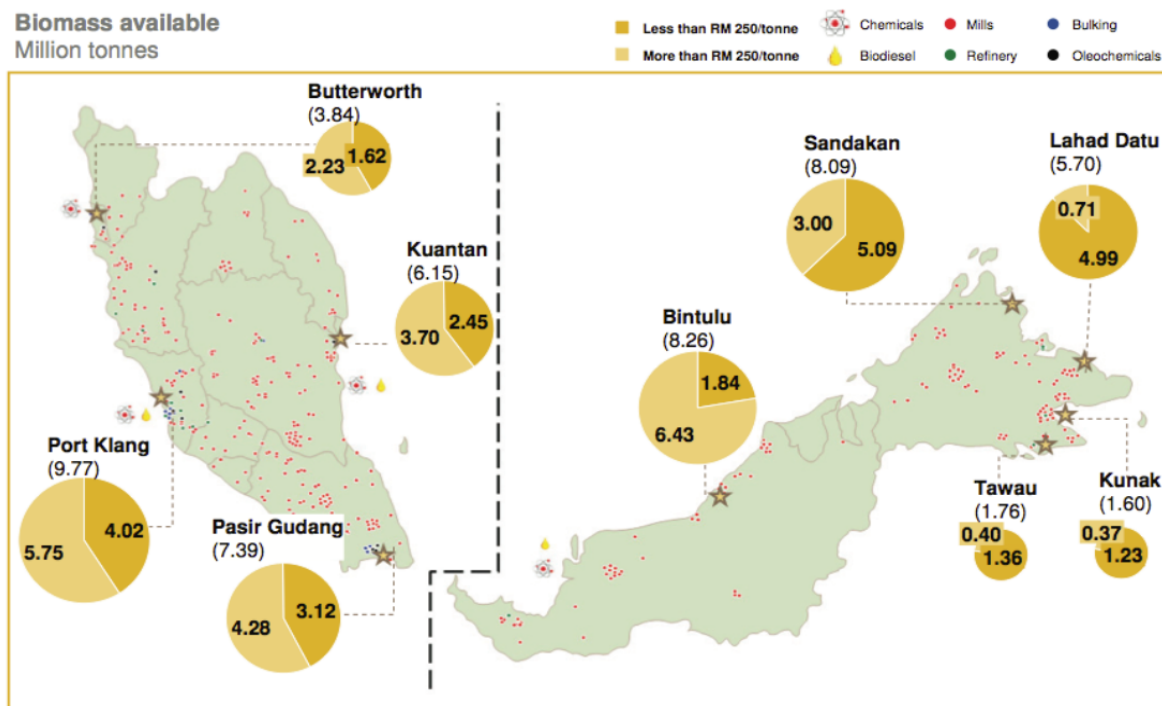 Biomass available
Million tonnes
Less than RM 250/tonne
More than RM 250/tonne
Chemicals
Biodiesel
Mills
Refinery
Bulking
Oleochemicals
Butterworth
(3.84)
2.23
1.62
Kuantan
(6.15)
3.70
2.45
Port Klang
(9.77)
5.75
4.02
Pasir Gudang
(7.39)
4.28
3.12
Sandakan
(8.09)
3.00
5.09
Lahad Datu
(5.70)
0.71
4.99
Bintulu
(8.26)
1.84
6.43
Tawau
(1.76)
0.40
1.36
Kunak
(1.60)
0.37
1.23